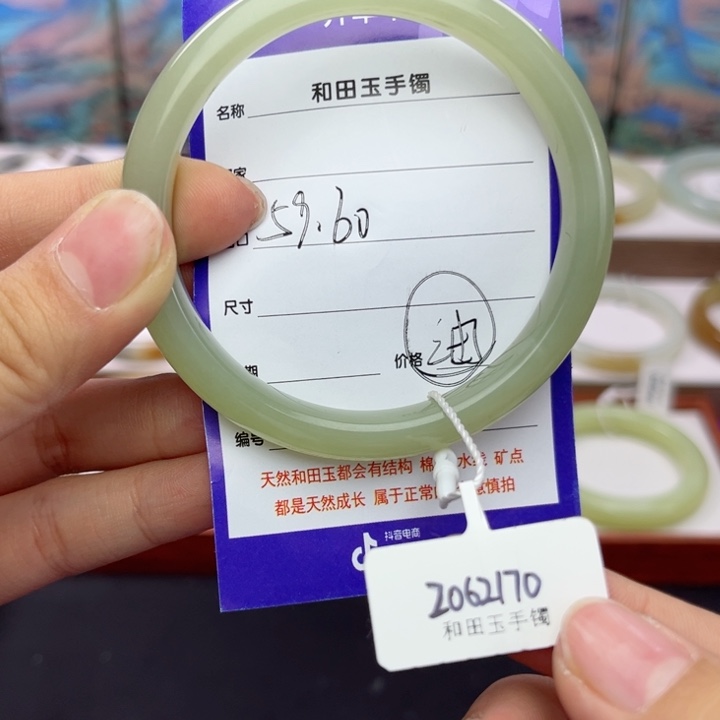 和田玉手镯
名称
59.60
尺寸
油
价格
期
编号
天然和田玉都会有结构 棉 水线 矿点
都是天然成长 属于正常 慎拍
抖音电商
2062170
和田玉手镯